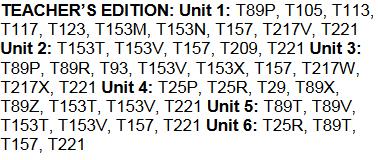 TEACHER'S EDITION: Unit 1: T89P, T105, T113,
T117, T123, T153M, T153N, T157, T217V, T221
Unit 2: T153T, T153V, T157, T209, T221 Unit 3:
T89P, T89R, T93, T153V, T153X, T157, T217W,
T217X, T221 Unit 4: T25P, T25R, T29, T89X,
T89Z, T153T, T153V, T221 Unit 5: T89T, T89V,
T153T, T153V, T157, T221 Unit 6: T25R, T89T,
T157, T221